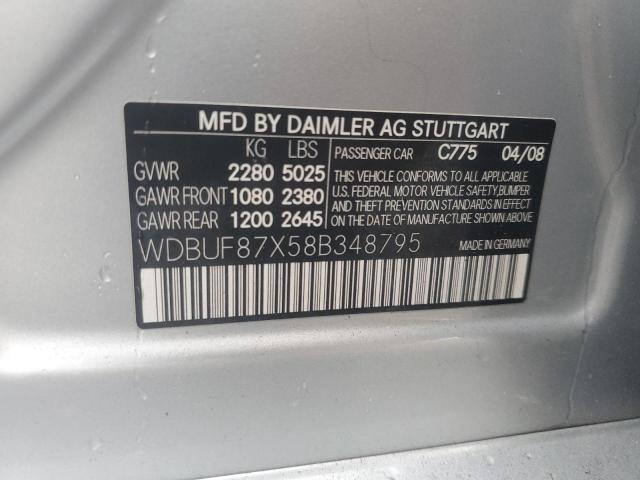 MFD BY DAIMLER AG STUTTGART
KG LBS
GVWR 2280 5025
GAWR FRONT 1080 2380
GAWR REAR 1200 2645
PASSENGER CAR C775 04/08
THIS VEHICLE CONFORMS TO ALL APPLICABLE
U.S. FEDERAL MOTOR VEHICLE SAFETY, BUMPER
AND THEFT PREVENTION STANDARDS IN EFFECT
ON THE DATE OF MANUFACTURE SHOWN ABOVE.
WDBUF87X58B348795
MADE IN GERMANY